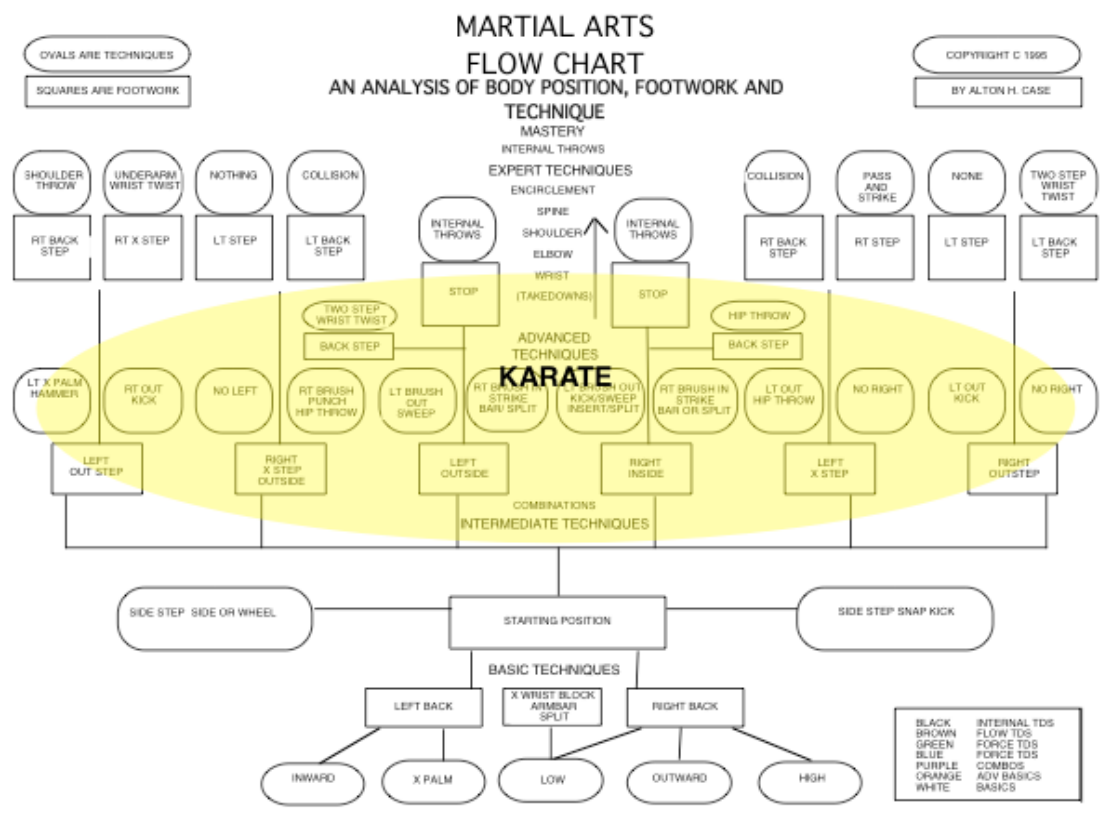 MARTIAL ARTS
FLOW CHART
AN ANALYSIS OF BODY POSITION, FOOTWORK AND
TECHNIQUE
OVALS ARE TECHNIQUES
SQUARES ARE FOOTWORK
COPYRIGHT C 1995
BY ALTON H. CASE
MASTERY
INTERNAL THROWS
EXPERT TECHNIQUES
ENCIRCLEMENT
SPINE
SHOULDER
ELBOW
WRIST
(TAKEDOWNS)
SHOULDER
THROW
UNDERARM
WRIST TWIST
NOTHING
COLLISION
RT BACK
STEP
RT X STEP
LT STEP
LT BACK
STEP
INTERNAL
THROWS
STOP
INTERNAL
THROWS
STOP
COLLISION
PASS
AND
STRIKE
NONE
TWO STEP
WRIST
TWIST
RT BACK
STEP
RT STEP
LT STEP
LT BACK
STEP
TWO STEP
WRIST TWIST
BACK STEP
HIP THROW
BACK STEP
ADVANCED
TECHNIQUES
KARATE
LT X PALM
HAMMER
RT OUT
KICK
NO LEFT
RT BRUSH
PUNCH
HIP THROW
LT BRUSH
OUT
SWEEP
RT BRUSH IN
STRIKE
BAR/ SPLIT
LT BRUSH OUT
KICK/SWEEP
INSERT/SPLIT
RT BRUSH IN
STRIKE
BAR OR SPLIT
LT OUT
HIP THROW
NO RIGHT
LT OUT
KICK
NO RIGHT
LEFT
OUT STEP
RIGHT
X STEP
OUTSIDE
LEFT
OUTSIDE
RIGHT
INSIDE
LEFT
X STEP
RIGHT
OUTSTEP
COMBINATIONS
INTERMEDIATE TECHNIQUES
SIDE STEP SIDE OR WHEEL
STARTING POSITION
SIDE STEP SNAP KICK
BASIC TECHNIQUES
LEFT BACK
X WRIST BLOCK
ARMBAR
SPLIT
RIGHT BACK
INWARD
X PALM
LOW
OUTWARD
HIGH
BLACK INTERNAL TDS
BROWN FLOW TDS
GREEN FORCE TDS
BLUE FORCE TDS
PURPLE COMBOS
ORANGE ADV BASICS
WHITE BASICS